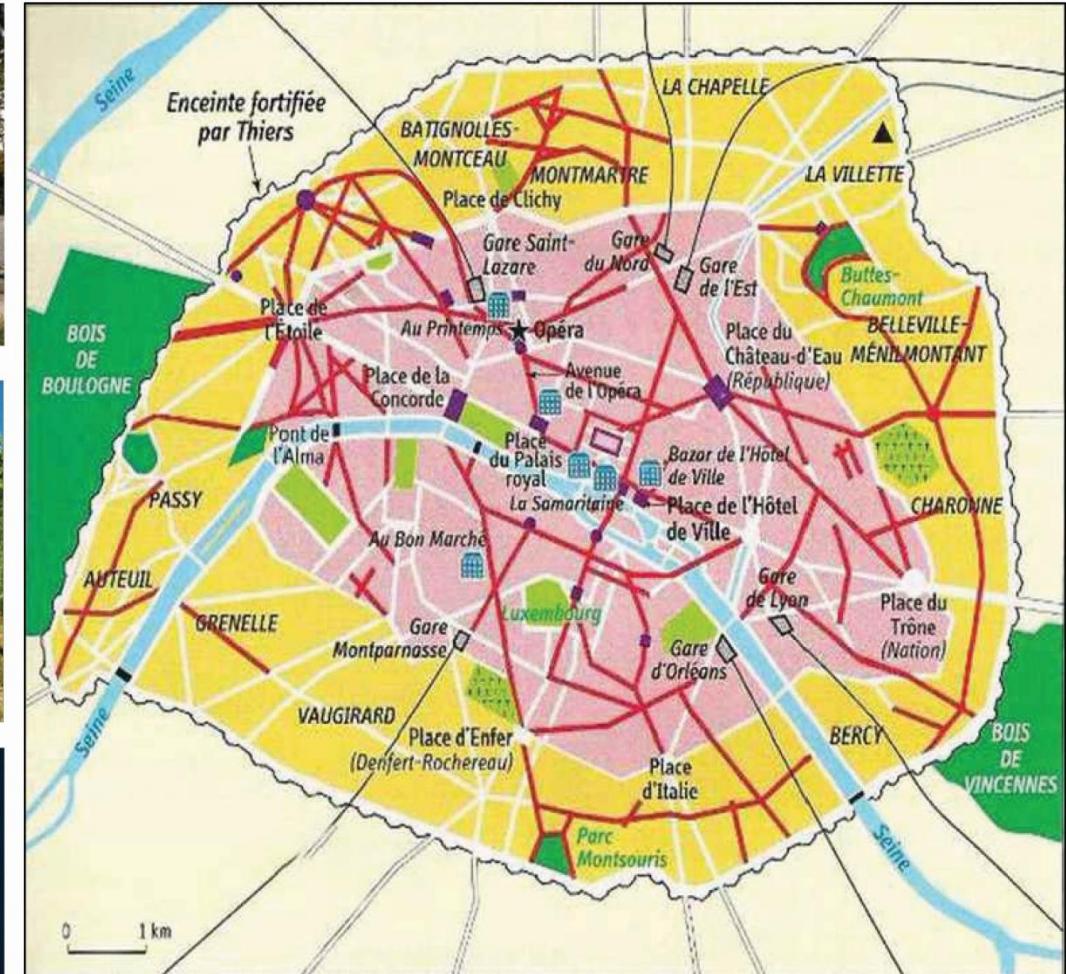 Seine
Enceinte fortifiée
par Thiers
LA CHAPELLE
BATIGNOLLES-
MONTCEAU
MONTMARTRE
LA VILLETTE
Place de Clichy
Gare Saint-
Lazare
Gare
du Nord
Gare
de l'Est
Buttes-
Chaumont
Place de
l'Étoile
Au Printemps
Opéra
BELLEVILLE-
MÉNILMONTANT
BOIS
DE
BOULOGNE
Place du
Château-d'Eau
(République)
Avenue
de l'Opéra
Place de la
Concorde
Pont de
l'Alma
Place
du Palais
royal
Bazar de l'Hôtel
de Ville
La Samaritaine
Place de l'Hôtel
de Ville
PASSY
CHARONNE
Au Bon Marché
AUTEUIL
GRENELLE
Luxembourg
Gare
de Lyon
Place du
Trône
(Nation)
Gare
Montparnasse
Gare
d'Orléans
VAUGIRARD
Place d'Enfer
(Denfert-Rochereau)
BERCY
BOIS
DE
VINCENNES
Place
d'Italie
Seine
Parc
Montsouris
Seine
0 1 km